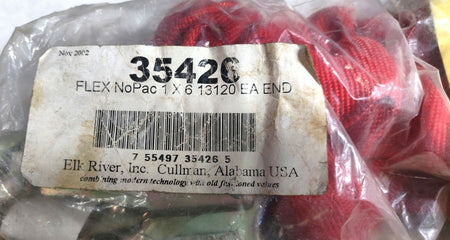 Nov 2002
35426
FLEX NoPac 1 X 6 13120 EA END
7 55497 35426 5
Elk River, Inc. Cullman, Alabama USA
combining modern technology with old fashioned values